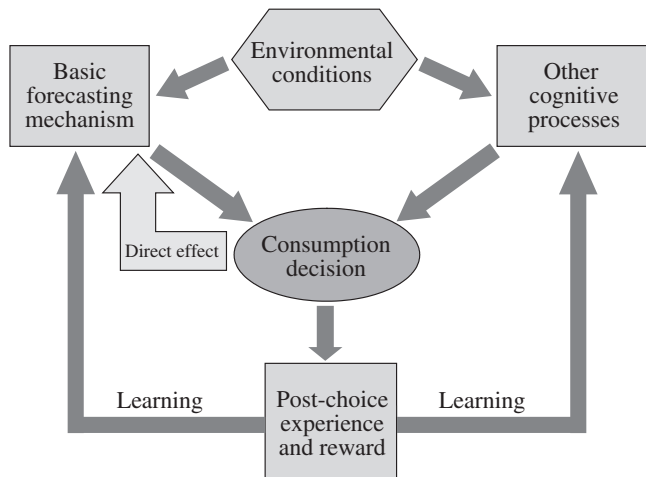 Environmental
conditions
Basic
forecasting
mechanism
Other
cognitive
processes
Direct effect
Consumption
decision
Learning
Post-choice
experience
and reward
Learning